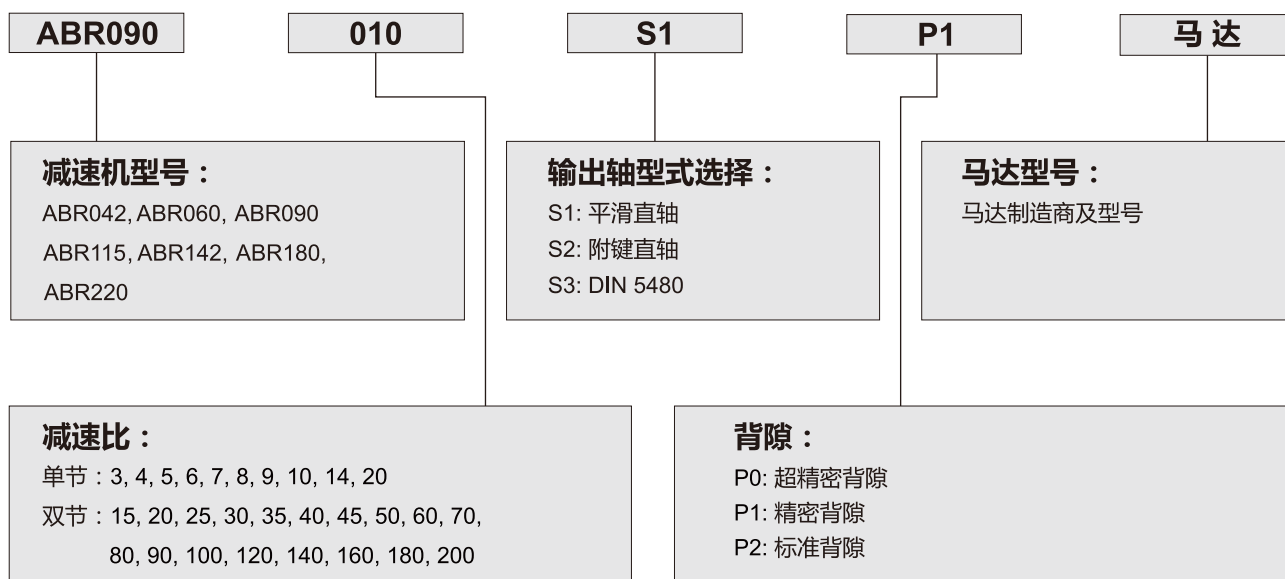 ABR090 010 S1 P1 马达
减速机型号：
ABR042, ABR060, ABR090
ABR115, ABR142, ABR180,
ABR220
输出轴型式选择：
S1: 平滑直轴
S2: 附键直轴
S3: DIN 5480
马达型号：
马达制造商及型号
减速比：
单节：3, 4, 5, 6, 7, 8, 9, 10, 14, 20
双节：15, 20, 25, 30, 35, 40, 45, 50, 60, 70,
80, 90, 100, 120, 140, 160, 180, 200
背隙：
P0: 超精密背隙
P1: 精密背隙
P2: 标准背隙